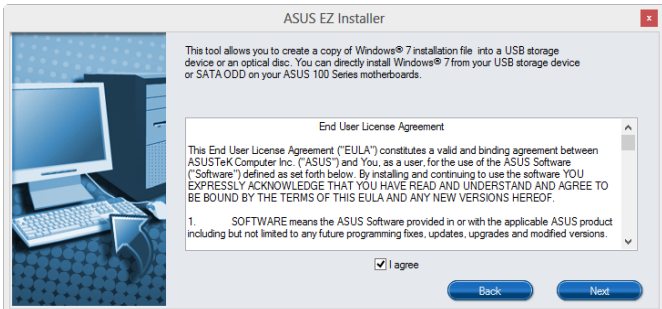 ASUS EZ Installer
x
This tool allows you to create a copy of Windows® 7 installation file into a USB storage
device or an optical disc. You can directly install Windows® 7 from your USB storage device
or SATA ODD on your ASUS 100 Series motherboards.
End User License Agreement
This End User License Agreement ("EULA") constitutes a valid and binding agreement between
ASUSTeK Computer Inc. ("ASUS") and You, as a user, for the use of the ASUS Software
("Software") defined as set forth below. By installing and continuing to use the software YOU
EXPRESSLY ACKNOWLEDGE THAT YOU HAVE READ AND UNDERSTAND AND AGREE TO
BE BOUND BY THE TERMS OF THIS EULA AND ANY NEW VERSIONS HEREOF.
1. SOFTWARE means the ASUS Software provided in or with the applicable ASUS product
including but not limited to any future programming fixes, updates, upgrades and modified versions.
I agree
Back Next